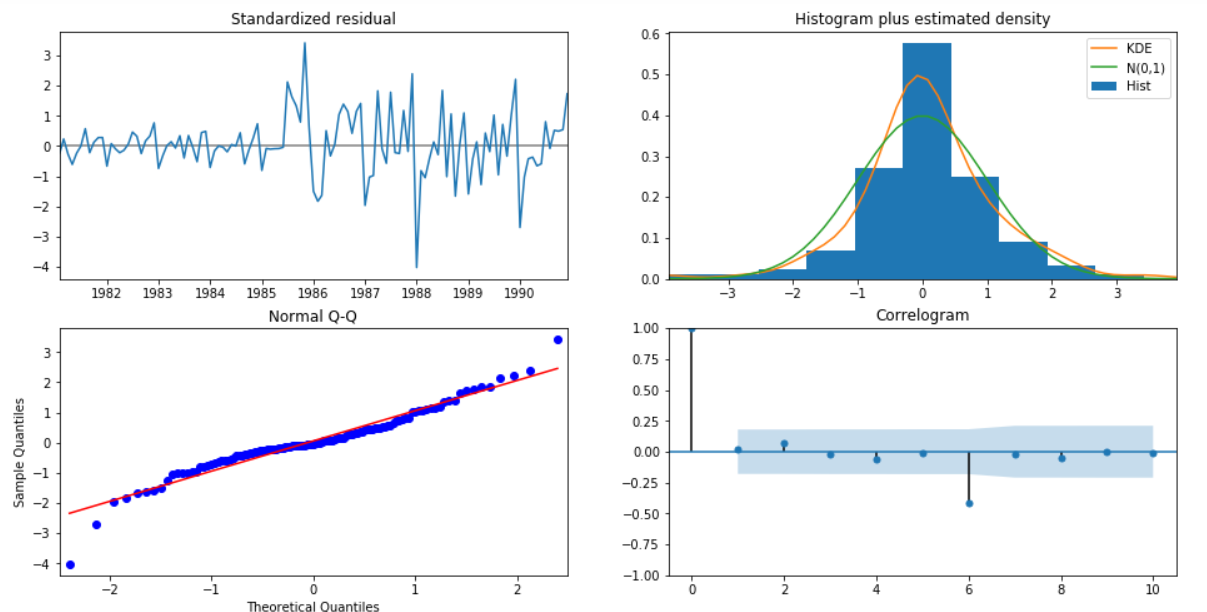 Standardized residual
3
2
1
0
−1
−2
−3
−4
1982 1983 1984 1985 1986 1987 1988 1989 1990
Histogram plus estimated density
0.6
0.5
0.4
0.3
0.2
0.1
0.0
−3 −2 −1 0 1 2 3
KDE
N(0,1)
Hist
Normal Q-Q
Sample Quantiles
3
2
1
0
−1
−2
−3
−4
−2 −1 0 1 2
Theoretical Quantiles
Correlogram
1.00
0.75
0.50
0.25
0.00
−0.25
−0.50
−0.75
−1.00
0 2 4 6 8 10